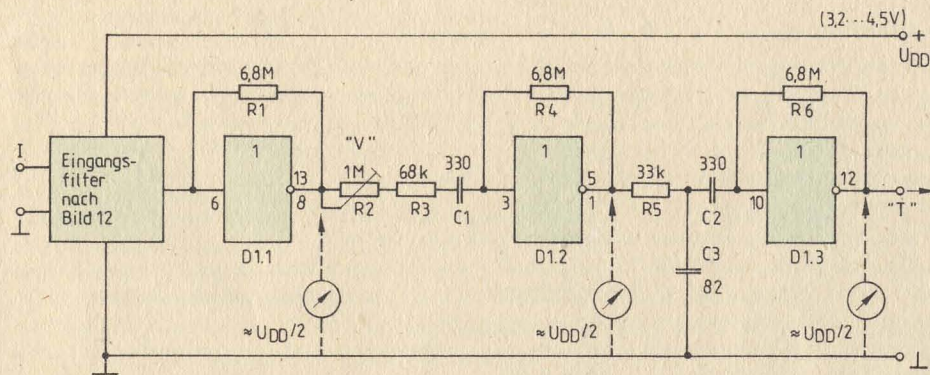 (3,2...4,5V)
+
U_DD
6,8M
R1
6,8M
R4
6,8M
R6
I
⊥
Eingangs-
filter
nach
Bild 12
1
6
13
8
D1.1
"V"
1M
R2
68k
R3
330
C1
1
3
5
1
D1.2
33k
R5
330
C2
C3
82
1
10
12
D1.3
"T"
≈U_DD/2
≈U_DD/2
≈U_DD/2
⊥